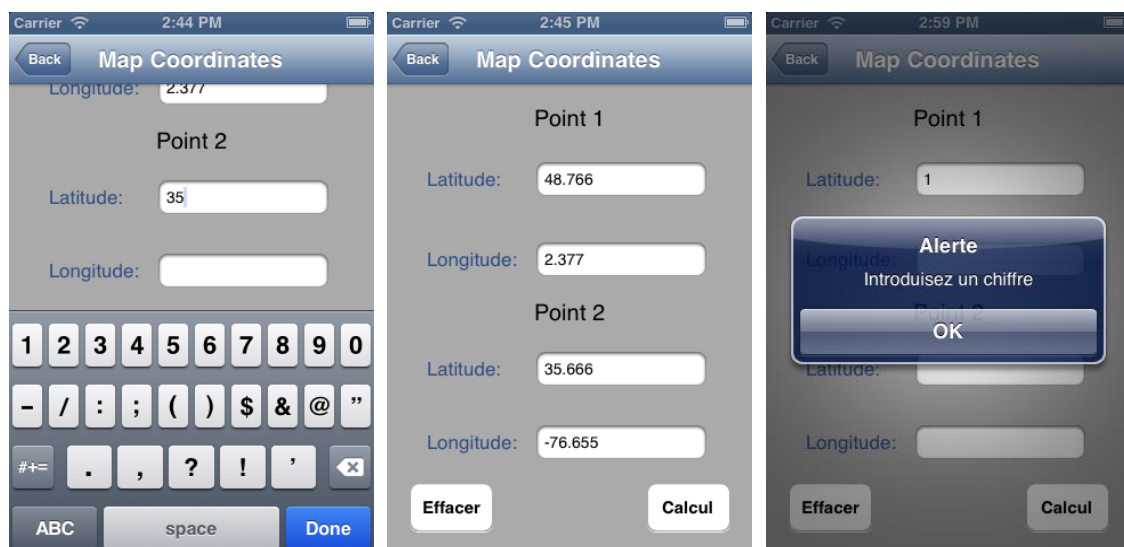 Carrier 2:44 PM
Back Map Coordinates
Longitude: 2.377
Point 2
Latitude: 35
Longitude:
1 2 3 4 5 6 7 8 9 0
- / : ; ( ) $ & @ ”
#+= . , ? ! ’
ABC space Done
Carrier 2:45 PM
Back Map Coordinates
Point 1
Latitude: 48.766
Longitude: 2.377
Point 2
Latitude: 35.666
Longitude: -76.655
Effacer Calcul
Carrier 2:59 PM
Back Map Coordinates
Point 1
Latitude: 1
Alerte
Longitude:
Introduisez un chiffre
Point 2
OK
Latitude:
Longitude:
Effacer Calcul